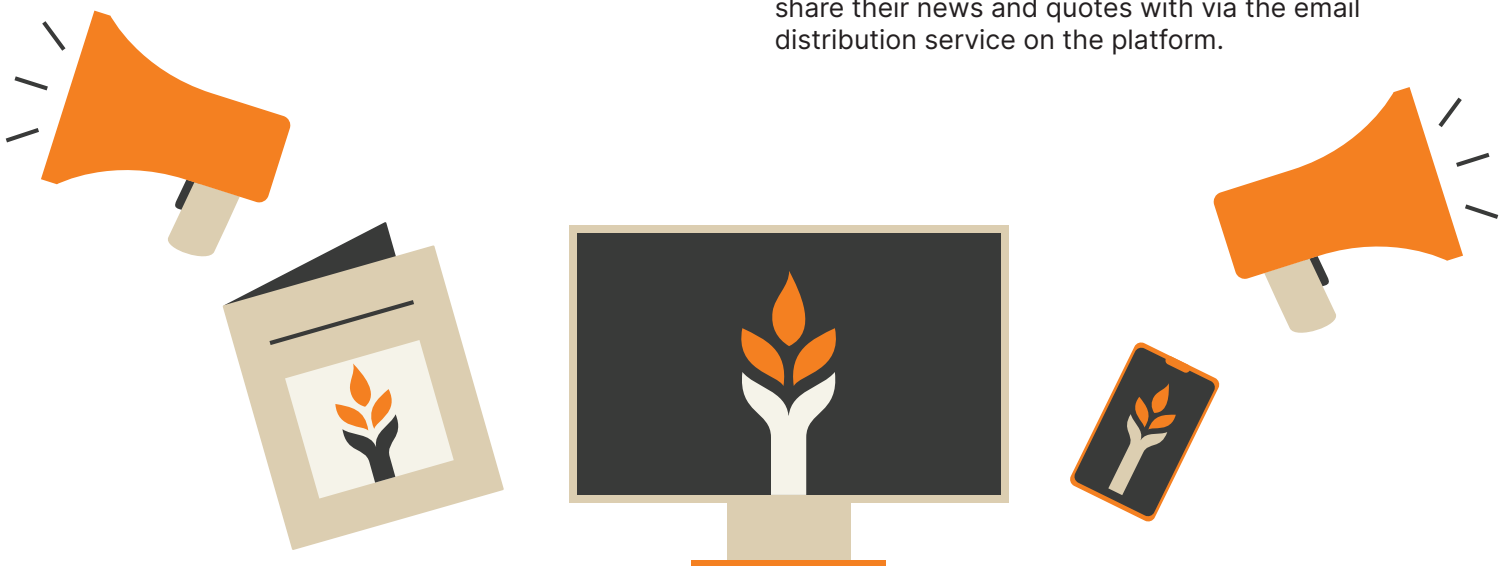 share their news and quotes with via the email
distribution service on the platform.